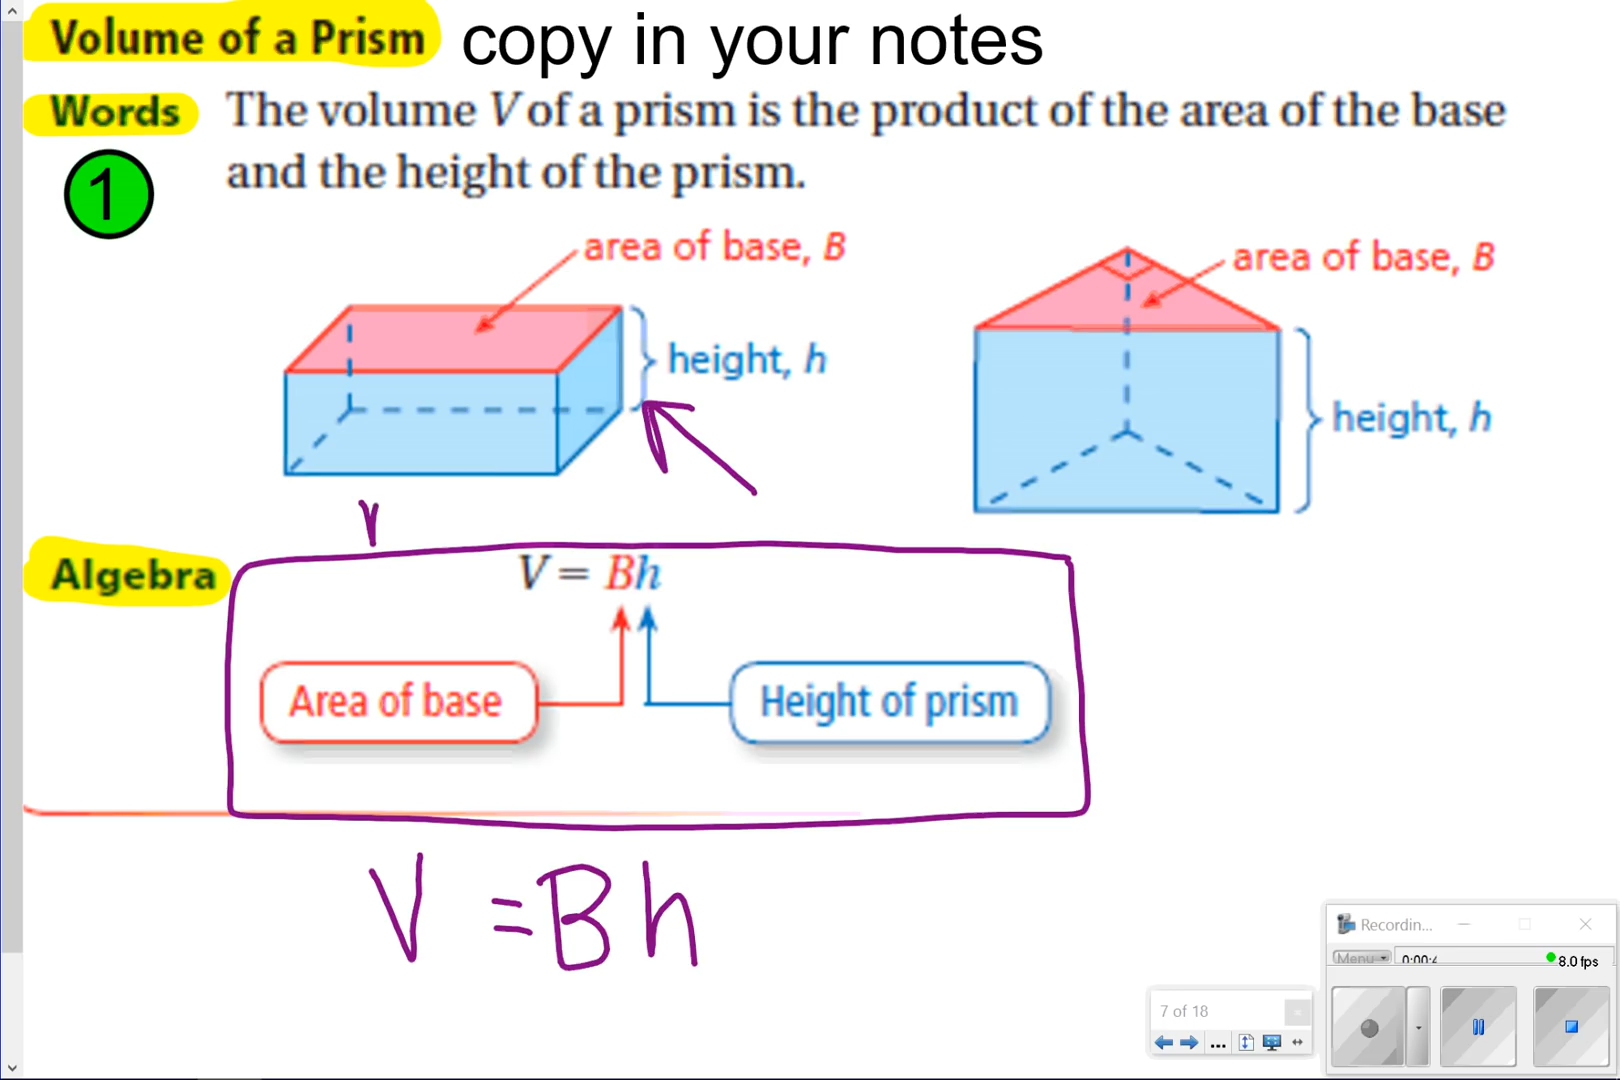 Volume of a Prism copy in your notes
Words The volume V of a prism is the product of the area of the base
1 and the height of the prism.
area of base, B
area of base, B
height, h
height, h
Algebra
V = Bh
Area of base
Height of prism
V = Bh
Recordin...
Menu
8.0 fps
7 of 18
...